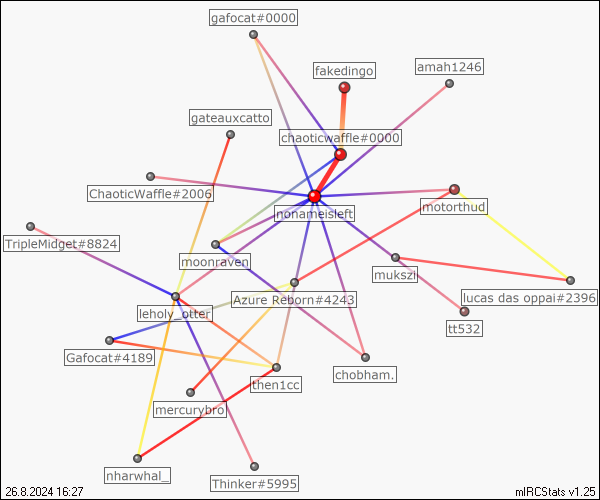 gafocat#0000
amah1246
fakedingo
gateauxcatto
chaoticwaffle#0000
ChaoticWaffle#2006
motorthud
nonameisleft
TripleMidget#8824
moonraven
mukszi
Azure Reborn#4243
lucas das oppai#2396
leholy_otter
tt532
Gafocat#4189
chobham.
then1cc
mercurybro
nharwhal_
Thinker#5995
26.8.2024 16:27
mIRCStats v1.25